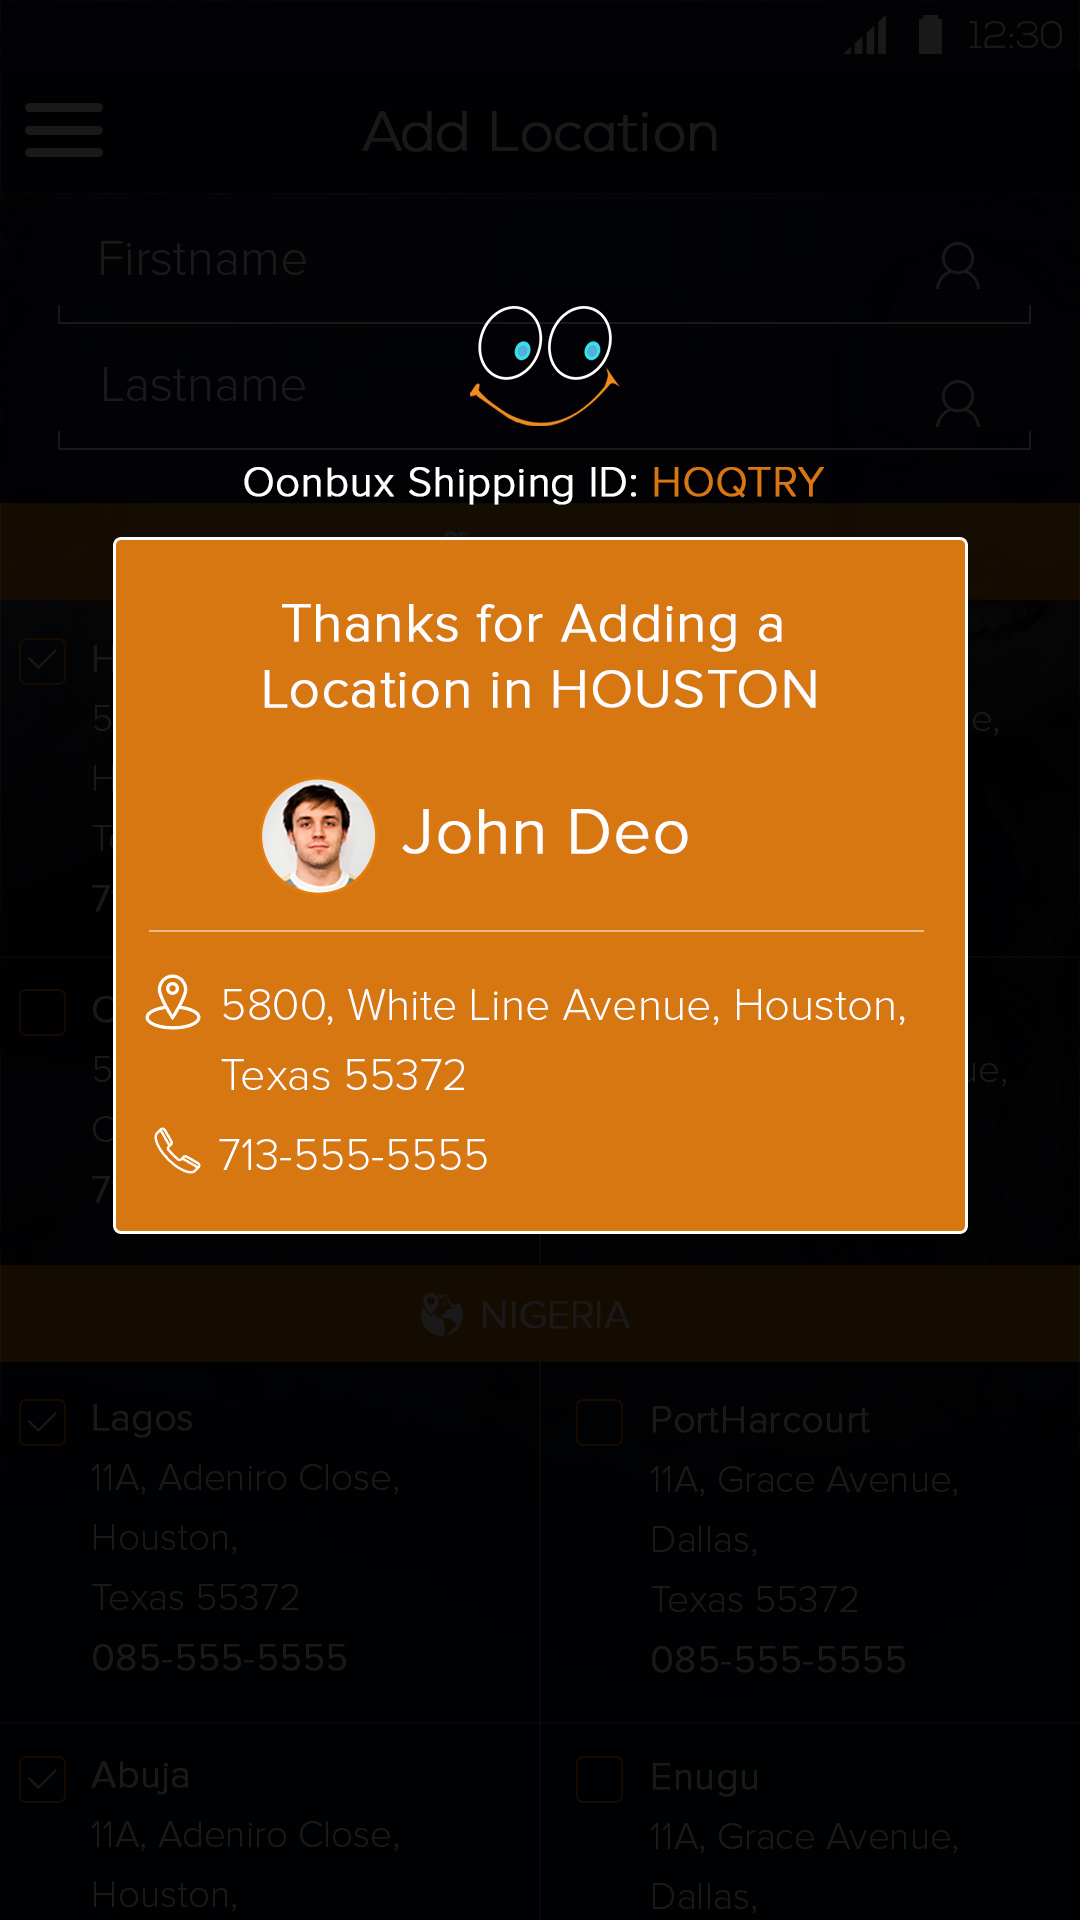 12:30
Add Location
Firstname
Lastname
Oonbux Shipping ID: HOQTRY
Thanks for Adding a
Location in HOUSTON
John Deo
5800, White Line Avenue, Houston,
Texas 55372
713-555-5555
NIGERIA
Lagos
11A, Adeniro Close,
Houston,
Texas 55372
085-555-5555
PortHarcourt
11A, Grace Avenue,
Dallas,
Texas 55372
085-555-5555
Abuja
11A, Adeniro Close,
Houston,
Enugu
11A, Grace Avenue,
Dallas,